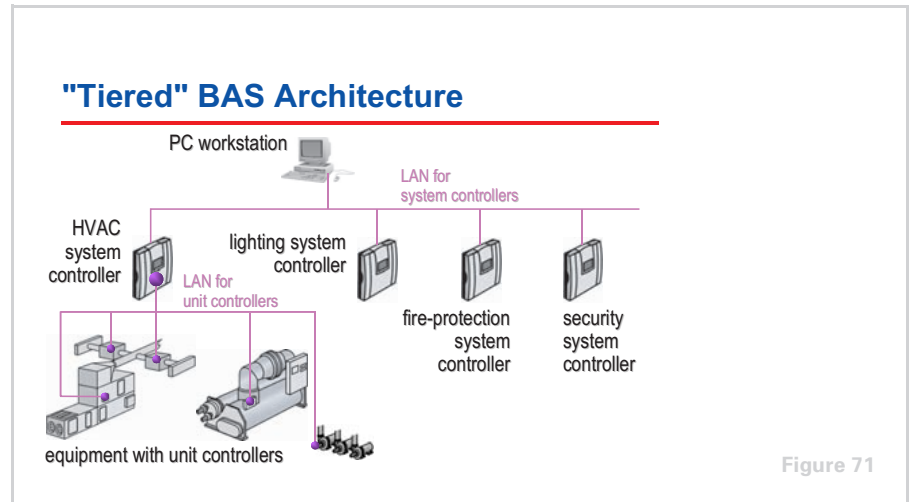 "Tiered" BAS Architecture
PC workstation
LAN for
system controllers
HVAC
system
controller
lighting system
controller
LAN for
unit controllers
fire-protection
system
controller
security
system
controller
equipment with unit controllers
Figure 71